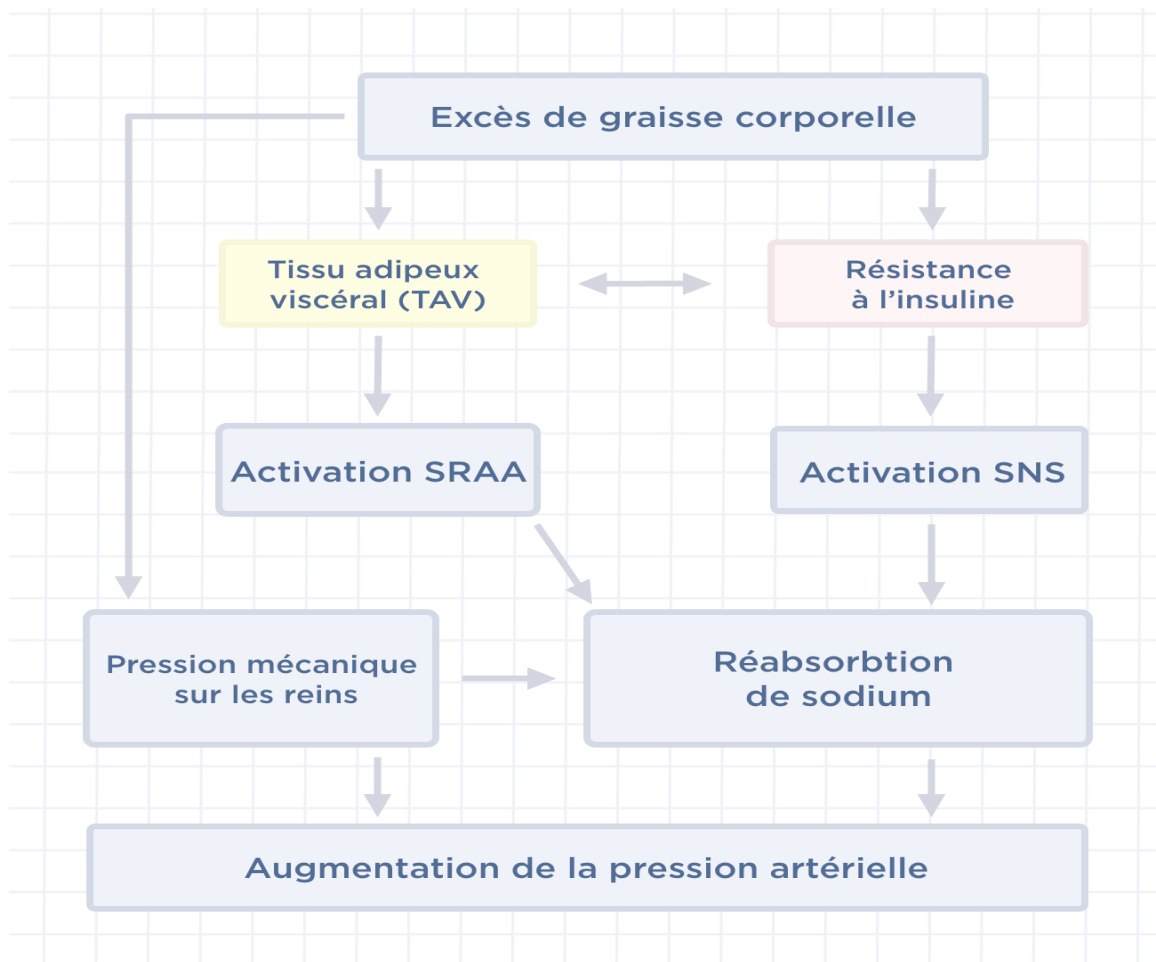 Excès de graisse corporelle
Tissu adipeux
viscéral (TAV)
Résistance
à l’insuline
Activation SRAA
Activation SNS
Pression mécanique
sur les reins
Réabsorbtion
de sodium
Augmentation de la pression artérielle